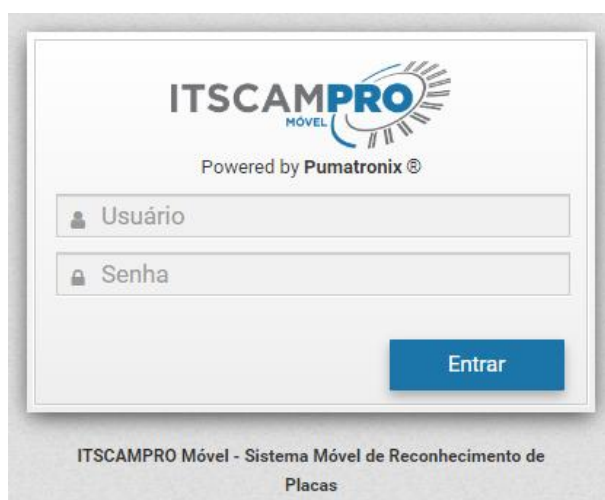 ITSCAMPRO
MÓVEL
Powered by Pumatronix ®
Usuário
Senha
Entrar
ITSCAMPRO Móvel - Sistema Móvel de Reconhecimento de
Placas